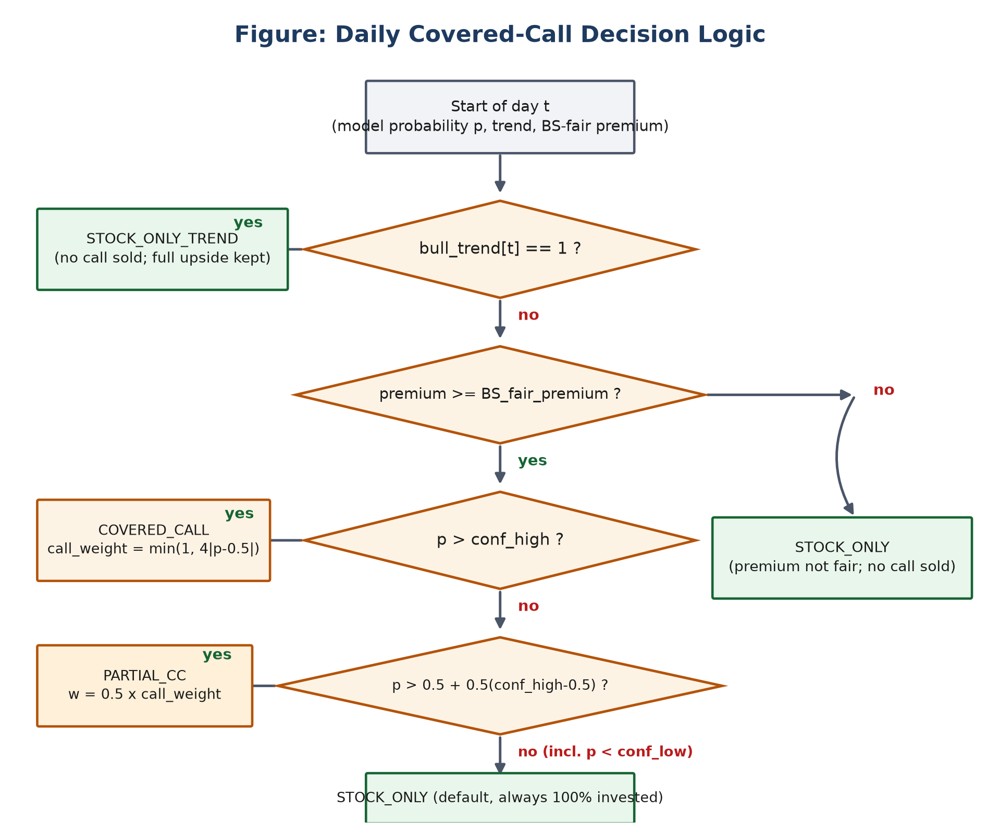 Figure: Daily Covered-Call Decision Logic
Start of day t
(model probability p, trend, BS-fair premium)
yes
STOCK_ONLY_TREND
(no call sold; full upside kept)
bull_trend[t] == 1 ?
no
premium >= BS_fair_premium ?
no
yes
yes
COVERED_CALL
call_weight = min(1, 4|p-0.5|)
p > conf_high ?
STOCK_ONLY
(premium not fair; no call sold)
no
yes
PARTIAL_CC
w = 0.5 x call_weight
p > 0.5 + 0.5(conf_high-0.5) ?
no (incl. p < conf_low)
STOCK_ONLY (default, always 100% invested)